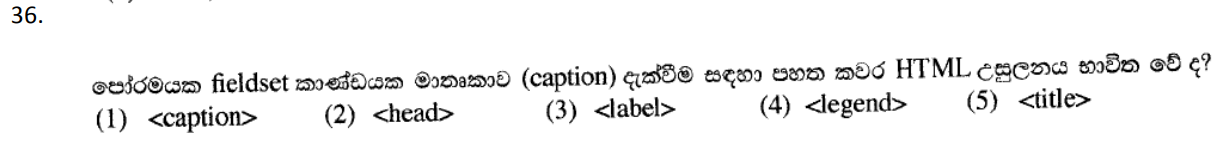 36.
පෝරමයක fieldset කාණ්ඩයක මාතෘකාව (caption) දැක්වීම සඳහා පහත කවර HTML උසුලනය භාවිත වේ ද?
(1) <caption> (2) <head> (3) <label> (4) <legend> (5) <title>